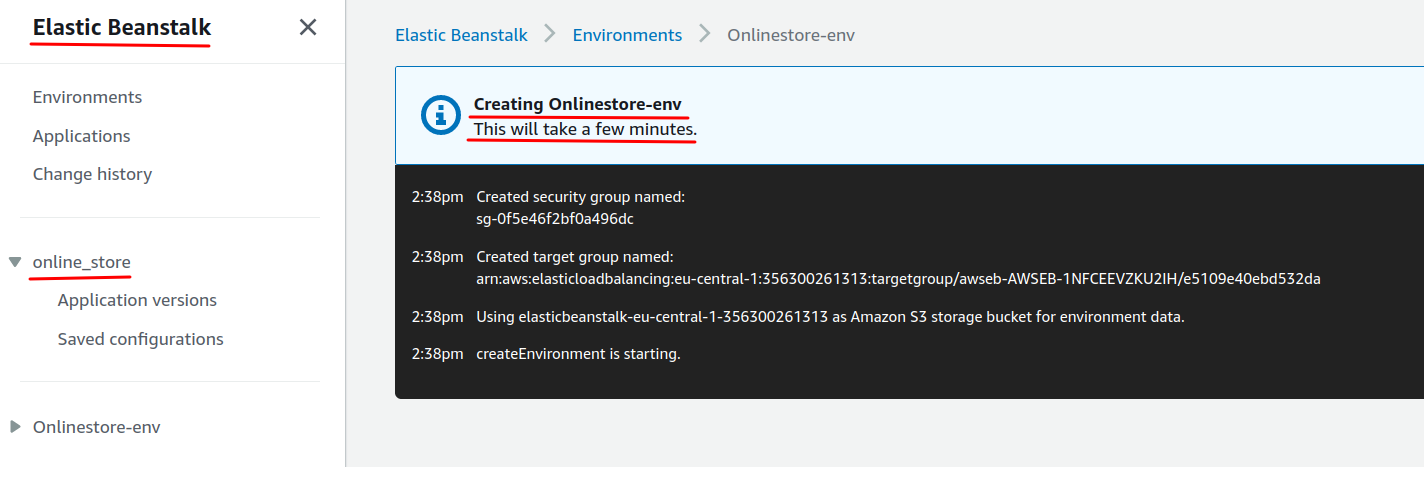 Elastic Beanstalk
Environments
Applications
Change history
online_store
Application versions
Saved configurations
Onlinestore-env
Elastic Beanstalk > Environments > Onlinestore-env
Creating Onlinestore-env
This will take a few minutes.
2:38pm Created security group named:
sg-0f5e46f2bf0a496dc
2:38pm Created target group named:
arn:aws:elasticloadbalancing:eu-central-1:356300261313:targetgroup/awseb-AWSEB-1NFCEEVZKU2IH/e5109e40ebd532da
2:38pm Using elasticbeanstalk-eu-central-1-356300261313 as Amazon S3 storage bucket for environment data.
2:38pm createEnvironment is starting.